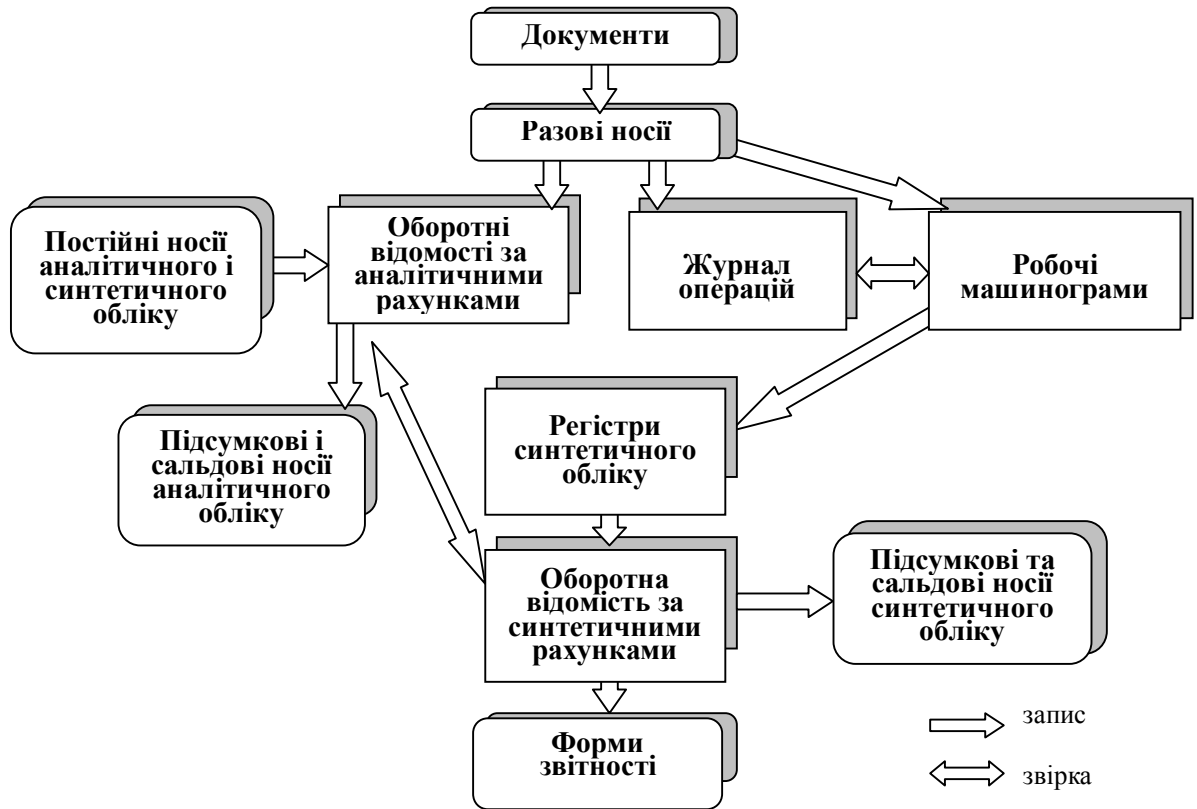 Документи
Разові носії
Постійні носії
аналітичного і
синтетичного
обліку
Оборотні
відомості за
аналітичними
рахунками
Журнал
операцій
Робочі
машинограми
Підсумкові і
сальдові носії
аналітичного
обліку
Регістри
синтетичного
обліку
Оборотна
відомість за
синтетичними
рахунками
Підсумкові та
сальдові носії
синтетичного
обліку
Форми
звітності
запис
звірка